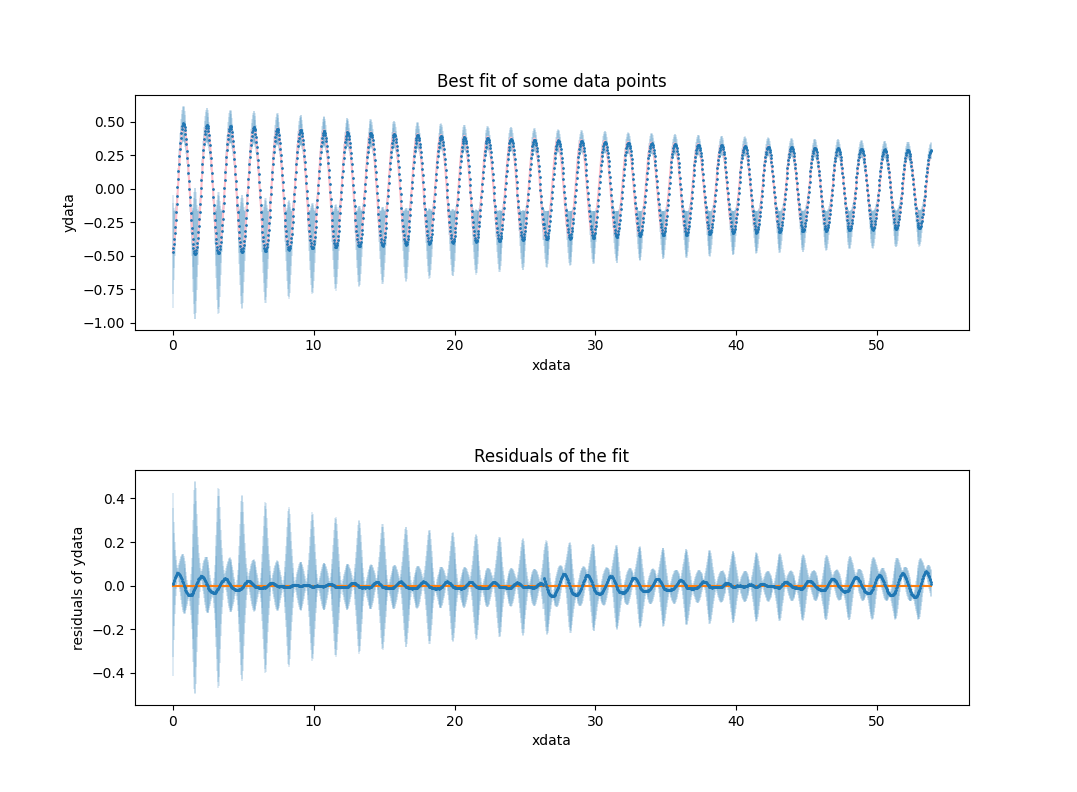 Best fit of some data points
0.50
0.25
0.00
−0.25
−0.50
−0.75
−1.00
ydata
0 10 20 30 40 50
xdata
Residuals of the fit
0.4
0.2
0.0
−0.2
−0.4
residuals of ydata
0 10 20 30 40 50
xdata